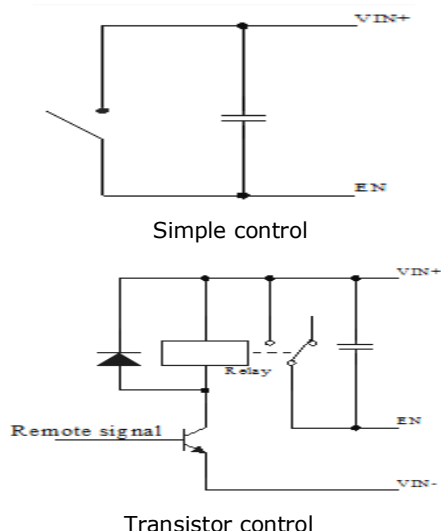 VIN+
EN
Simple control
VIN+
Relay
EN
Remote signal
VIN-
Transistor control